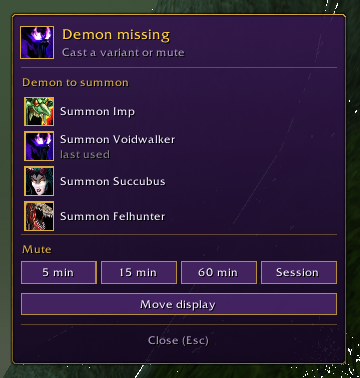 Demon missing
Cast a variant or mute
Demon to summon
Summon Imp
Summon Voidwalker
last used
Summon Succubus
Summon Felhunter
Mute
5 min
15 min
60 min
Session
Move display
Close (Esc)